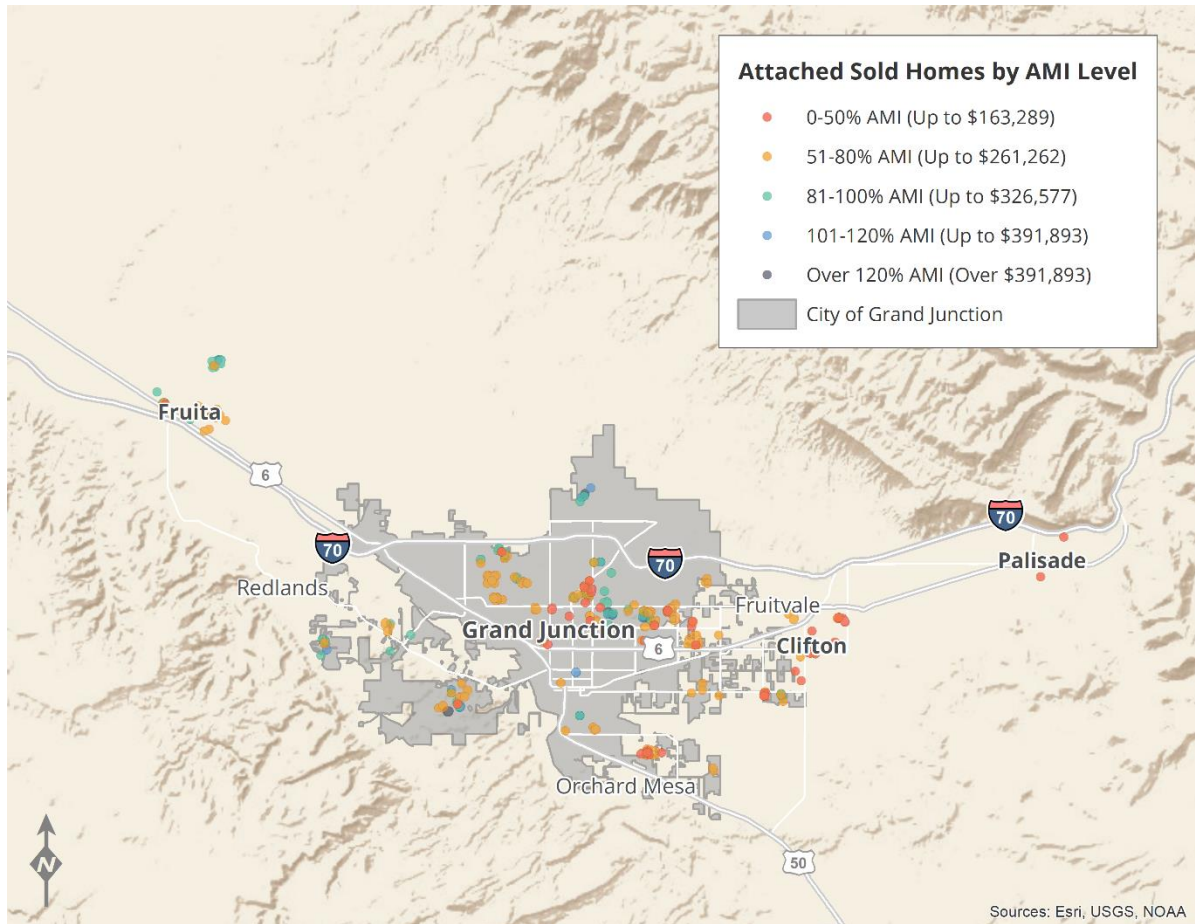 Attached Sold Homes by AMI Level
0-50% AMI (Up to $163,289)
51-80% AMI (Up to $261,262)
81-100% AMI (Up to $326,577)
101-120% AMI (Up to $391,893)
Over 120% AMI (Over $391,893)
City of Grand Junction
Fruita
6
70
70
70
Palisade
Redlands
Fruitvale
Grand Junction
6
Clifton
Orchard Mesa
N
50
Sources: Esri, USGS, NOAA